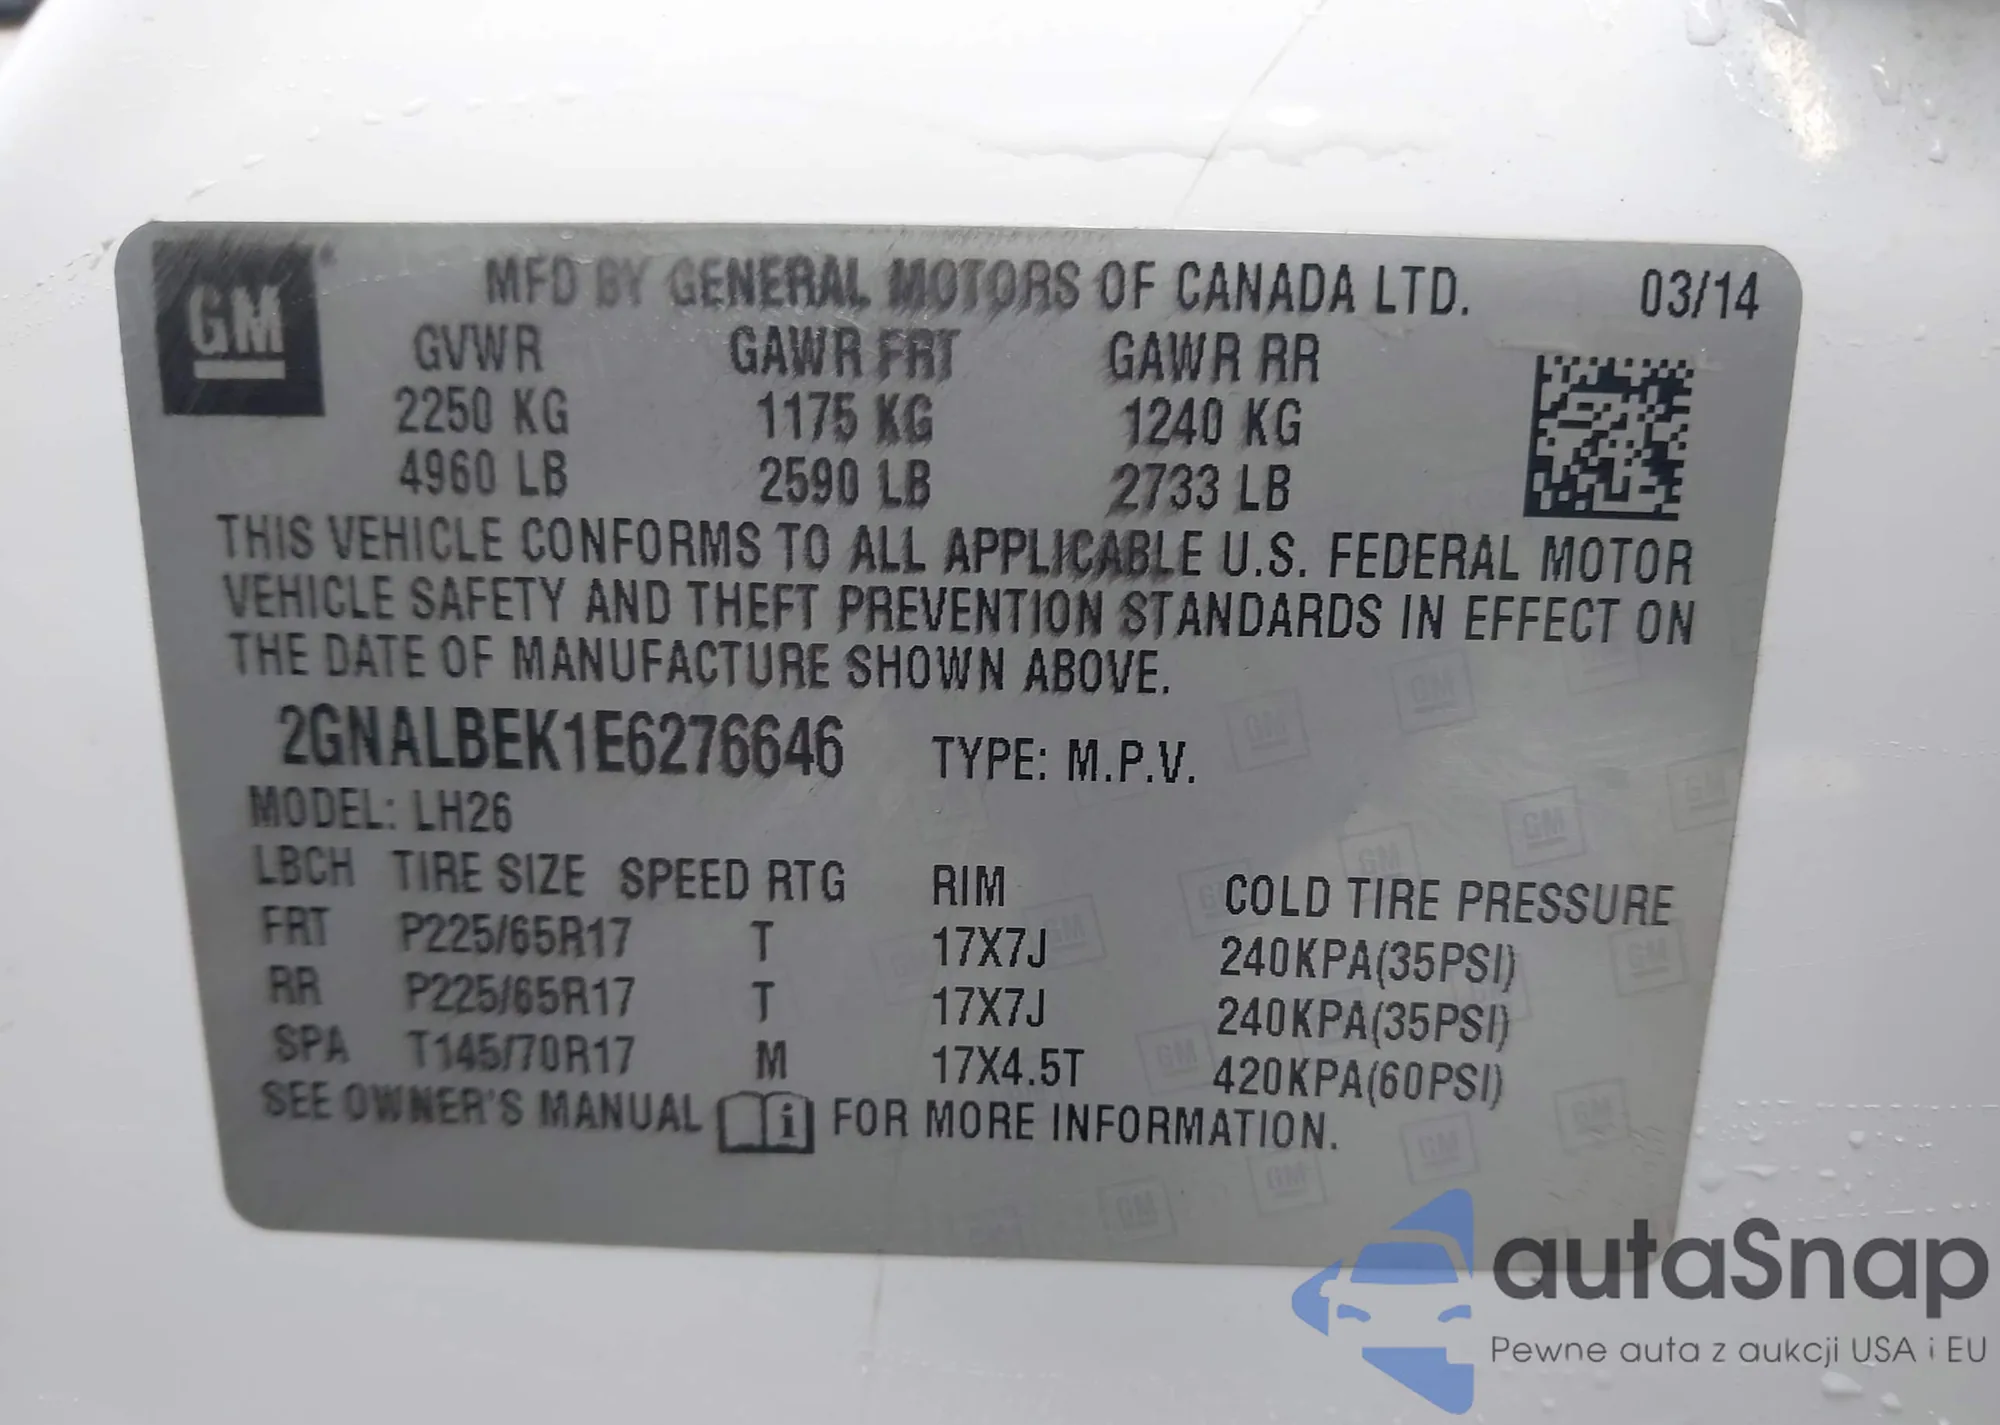 GM
MFD BY GENERAL MOTORS OF CANADA LTD. 03/14
GVWR GAWR FRT GAWR RR
2250 KG 1175 KG 1240 KG
4960 LB 2590 LB 2733 LB
THIS VEHICLE CONFORMS TO ALL APPLICABLE U.S. FEDERAL MOTOR
VEHICLE SAFETY AND THEFT PREVENTION STANDARDS IN EFFECT ON
THE DATE OF MANUFACTURE SHOWN ABOVE.
2GNALBEK1E6276646 TYPE: M.P.V.
MODEL: LH26
LBCH TIRE SIZE SPEED RTG RIM COLD TIRE PRESSURE
FRT P225/65R17 T 17X7J 240KPA(35PSI)
RR P225/65R17 T 17X7J 240KPA(35PSI)
SPA T145/70R17 M 17X4.5T 420KPA(60PSI)
SEE OWNER'S MANUAL i FOR MORE INFORMATION.
autaSnap
Pewne auta z aukcji USA i EU